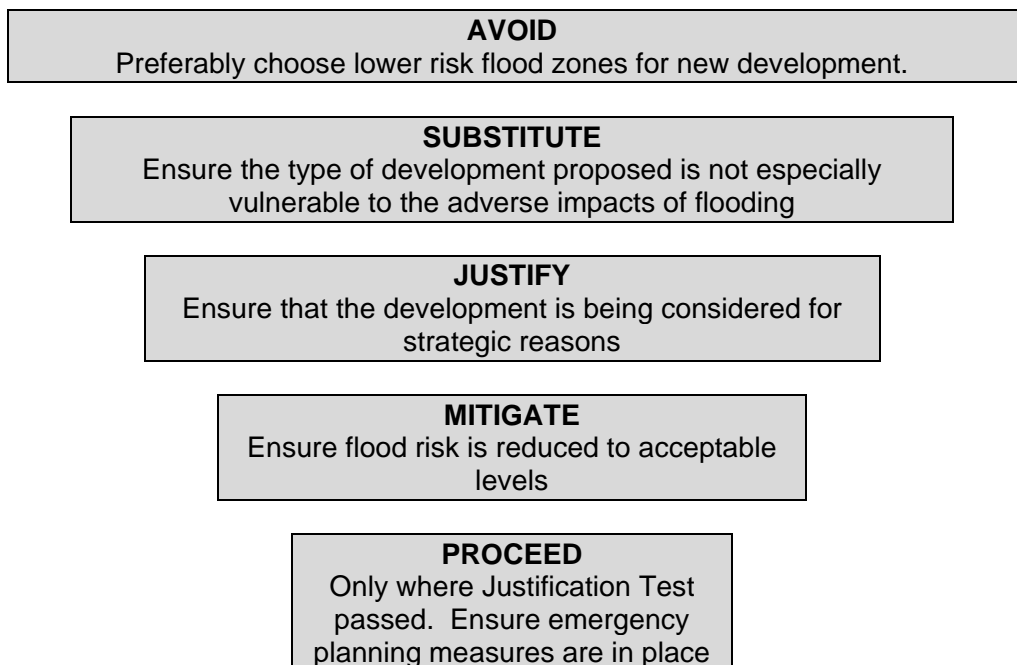 AVOID
Preferably choose lower risk flood zones for new development.
SUBSTITUTE
Ensure the type of development proposed is not especially
vulnerable to the adverse impacts of flooding
JUSTIFY
Ensure that the development is being considered for
strategic reasons
MITIGATE
Ensure flood risk is reduced to acceptable
levels
PROCEED
Only where Justification Test
passed.  Ensure emergency
planning measures are in place